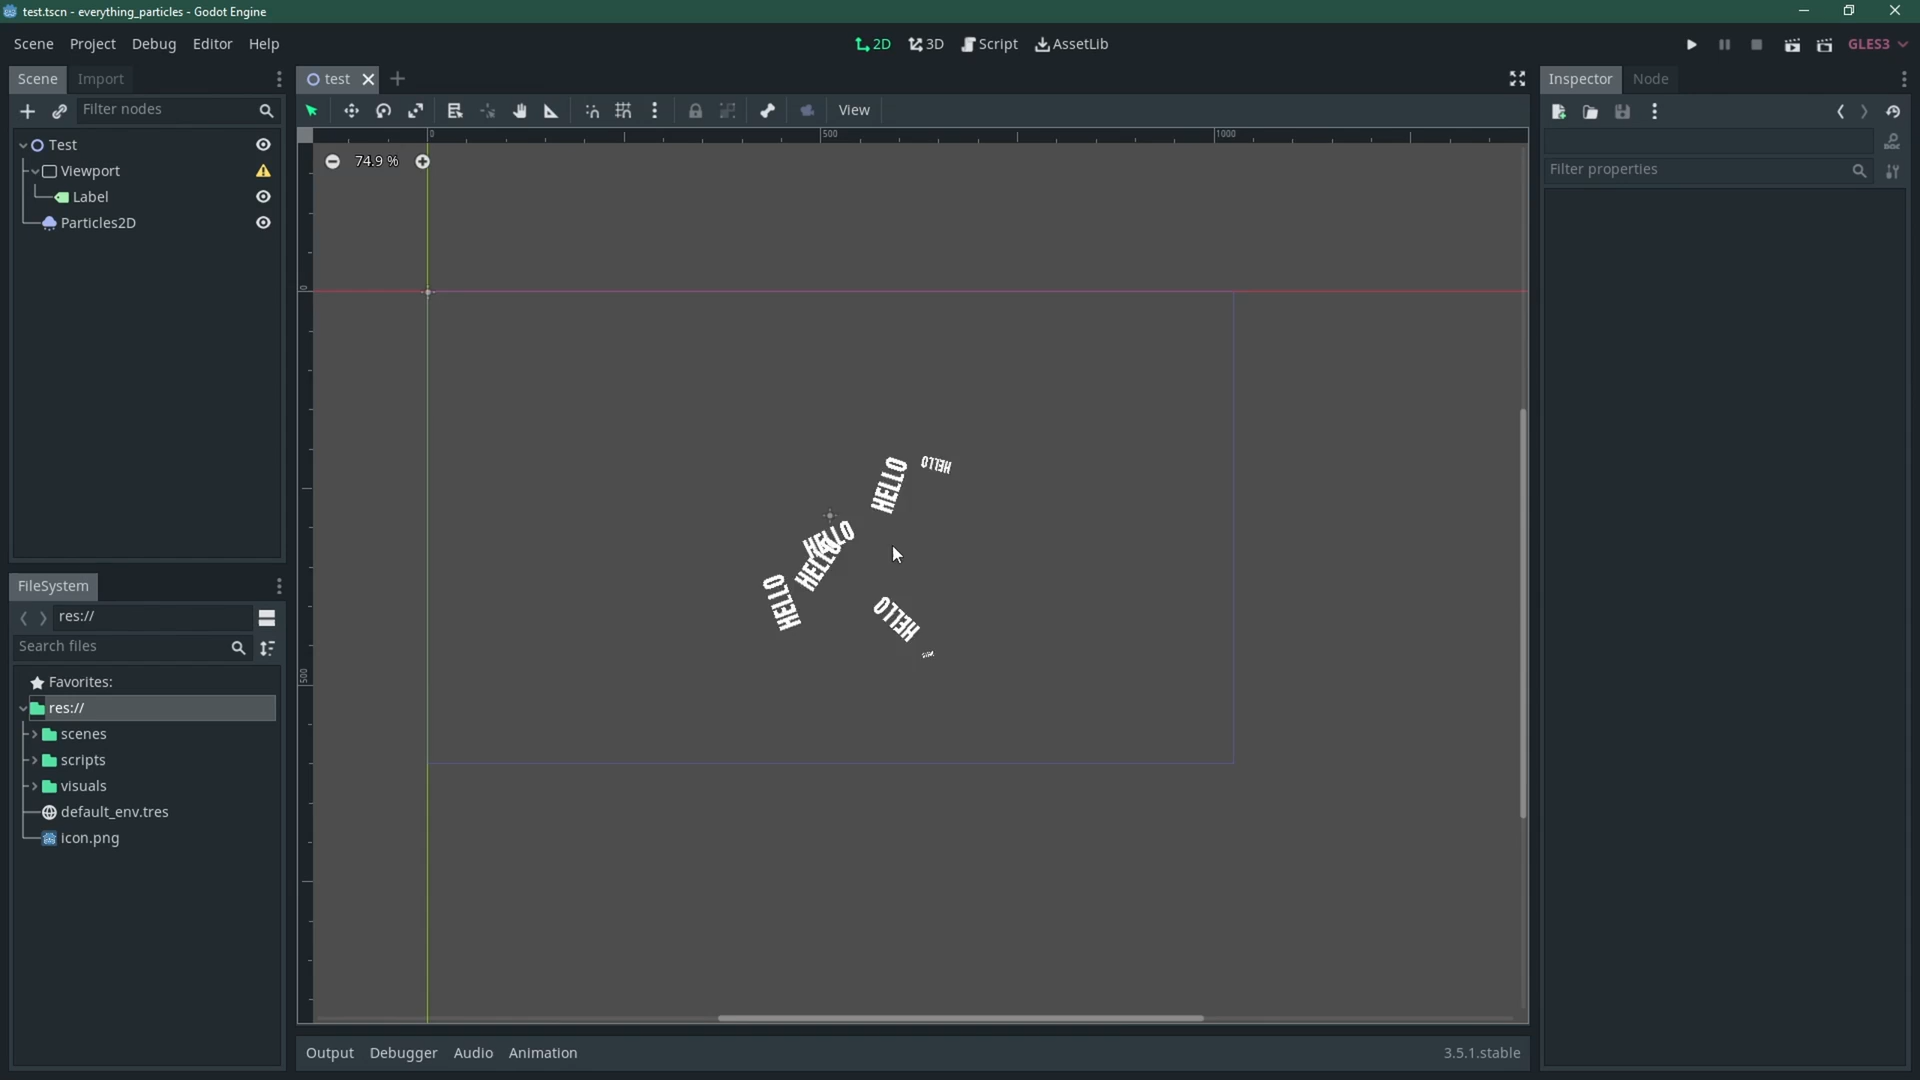 test.tscn - everything_particles - Godot Engine
Scene Project Debug Editor Help
2D 3D Script AssetLib
GLES3
Scene Import
test
Inspector Node
Filter nodes
View
Filter properties
0 500 1000
74.9 %
Test
Viewport
Label
Particles2D
0
500
HELLO
HELLO
HELLO
HELLO
HELLO
HELLO
FileSystem
res://
Search files
Favorites:
res://
scenes
scripts
visuals
default_env.tres
icon.png
Output Debugger Audio Animation
3.5.1.stable